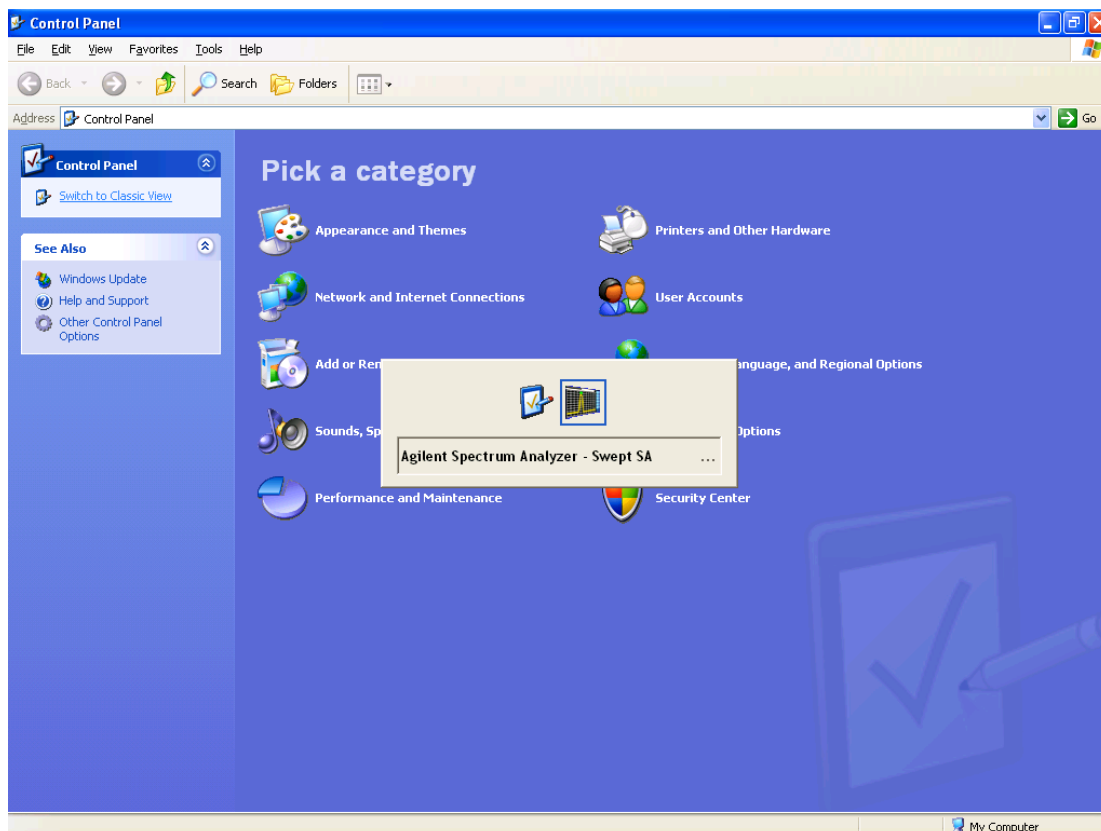 Control Panel
File Edit View Favorites Tools Help
Back Search Folders
Address Control Panel Go
Control Panel
Switch to Classic View
See Also
Windows Update
Help and Support
Other Control Panel
Options
Pick a category
Appearance and Themes
Printers and Other Hardware
Network and Internet Connections
User Accounts
Add or Ren
anguage, and Regional Options
Sounds, Sp
Options
Agilent Spectrum Analyzer - Swept SA ...
Performance and Maintenance
Security Center
My Computer